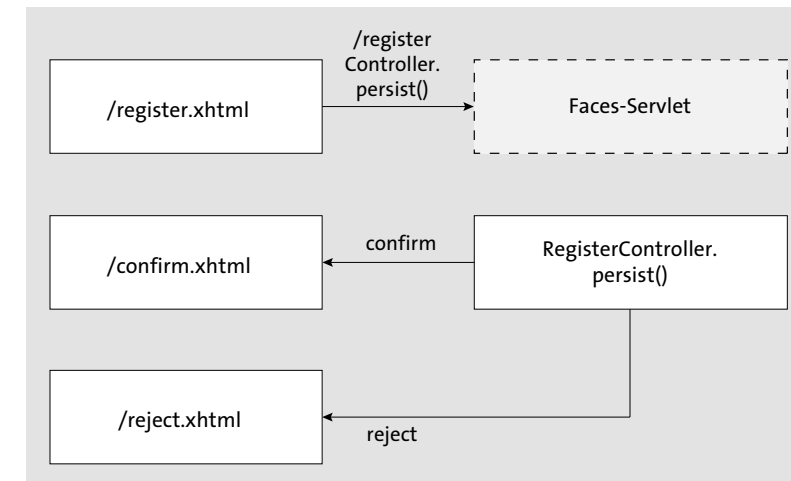 /register
Controller.
persist()
/register.xhtml
Faces-Servlet
/confirm.xhtml
confirm
RegisterController.
persist()
/reject.xhtml
reject